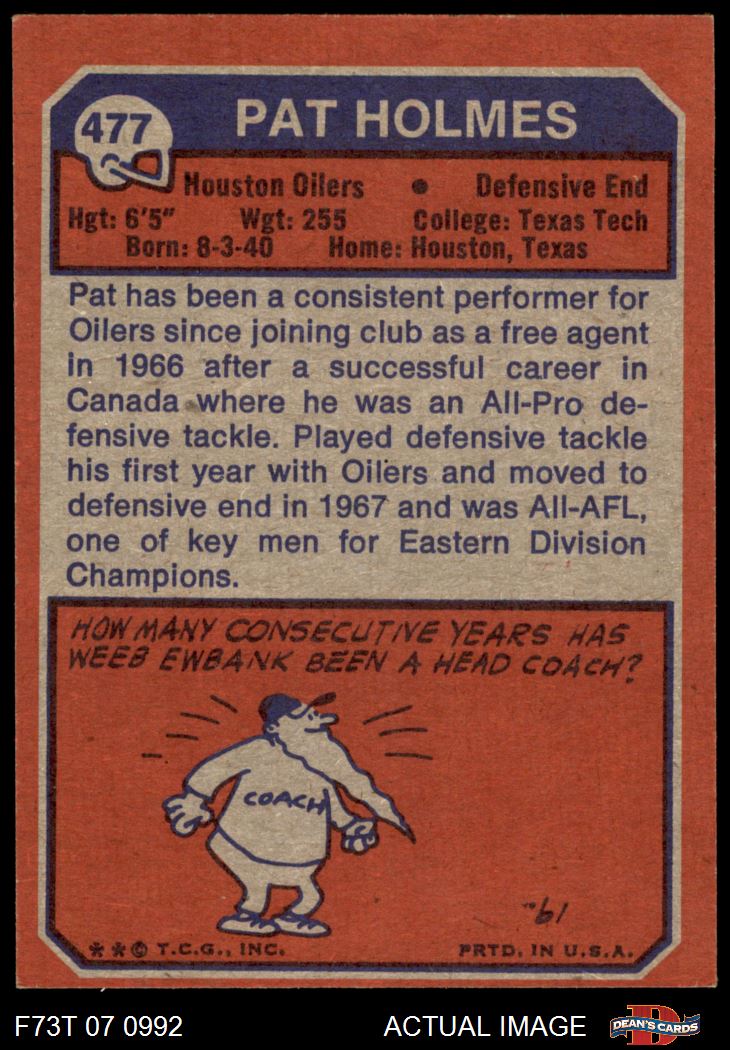 477
PAT HOLMES
Houston Oilers • Defensive End
Hgt: 6'5" Wgt: 255 College: Texas Tech
Born: 8-3-40 Home: Houston, Texas
Pat has been a consistent performer for
Oilers since joining club as a free agent
in 1966 after a successful career in
Canada where he was an All-Pro de-
fensive tackle. Played defensive tackle
his first year with Oilers and moved to
defensive end in 1967 and was All-AFL,
one of key men for Eastern Division
Champions.
HOW MANY CONSECUTIVE YEARS HAS
WEEB EWBANK BEEN A HEAD COACH?
COACH
19.
* * © T.C.G., INC. PRTD. IN U.S.A.
F73T 07 0992 ACTUAL IMAGE
D
DEAN'S CARDS